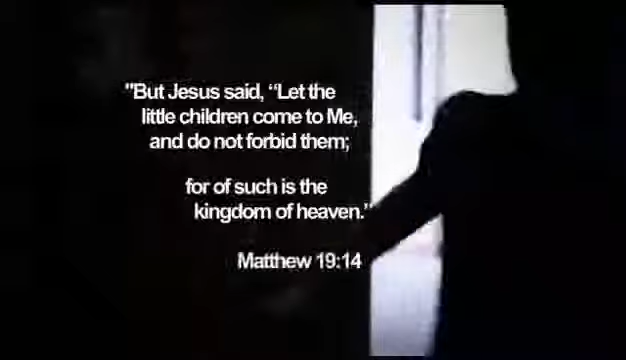 "But Jesus said, “Let the
little children come to Me,
and do not forbid them;
for of such is the
kingdom of heaven.”
Matthew 19:14